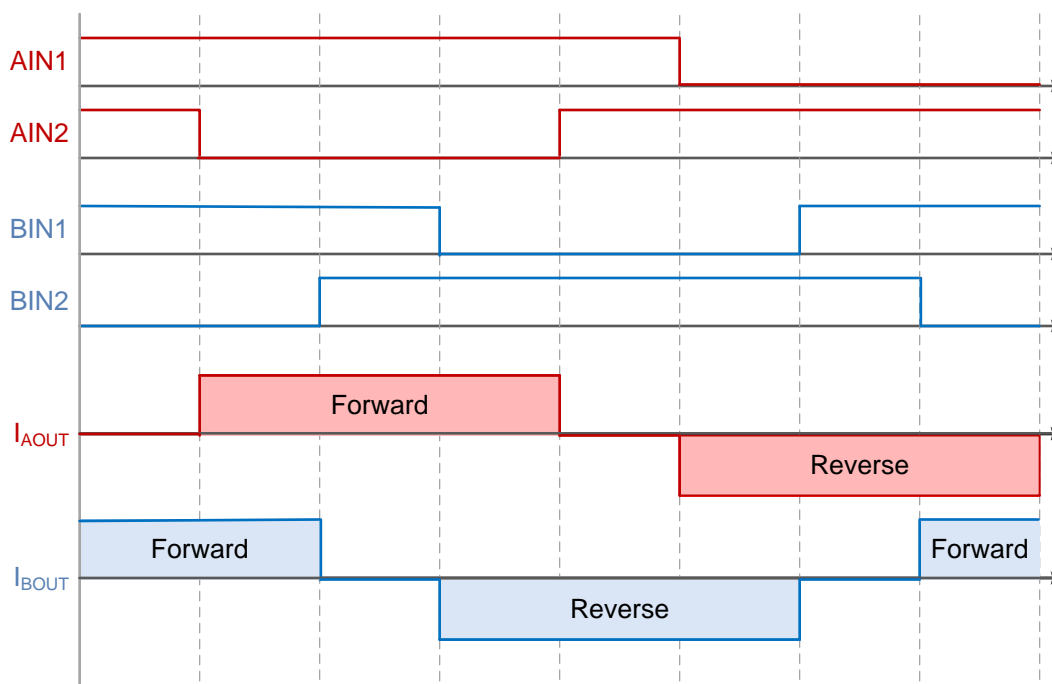 AIN1
AIN2
BIN1
BIN2
Forward
IAOUT
Reverse
Forward
Forward
IBOUT
Reverse